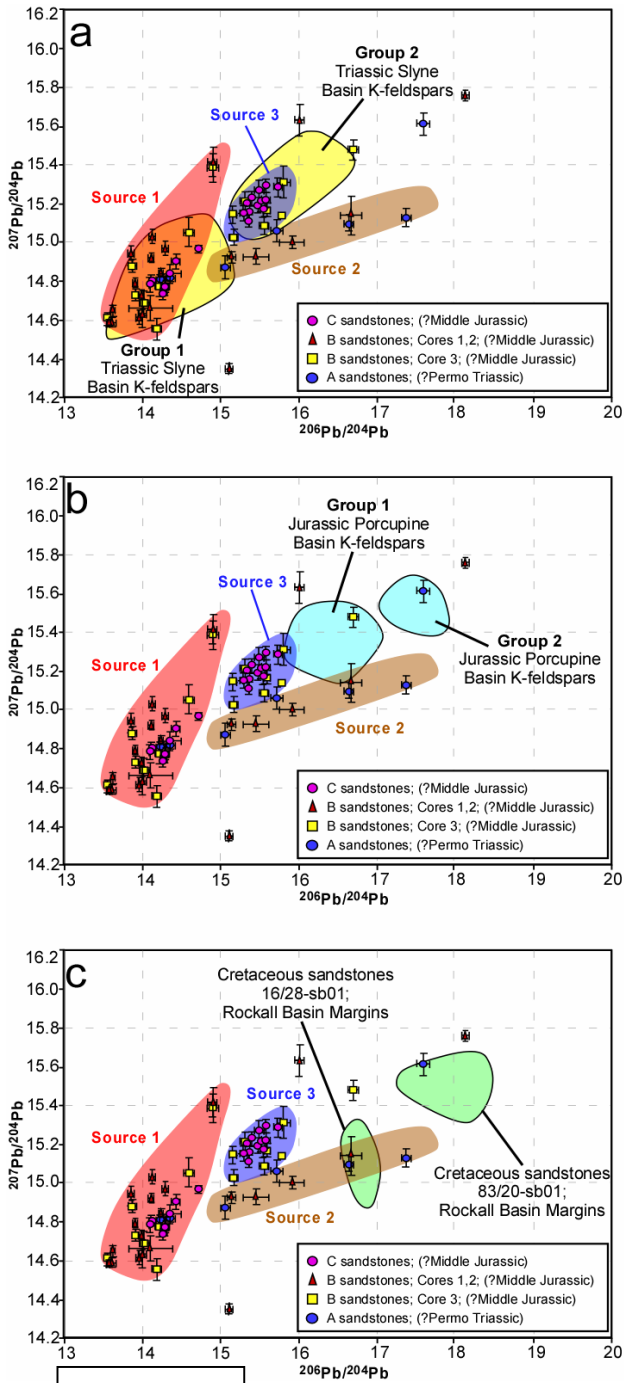 a
Group 2
Triassic Slyne
Basin K-feldspars
Source 3
Source 1
Source 2
Group 1
Triassic Slyne
Basin K-feldspars
C sandstones; (?Middle Jurassic)
B sandstones; Cores 1,2; (?Middle Jurassic)
B sandstones; Core 3; (?Middle Jurassic)
A sandstones; (?Permo Triassic)
16.2
16.0
15.8
15.6
15.4
15.2
15.0
14.8
14.6
14.4
14.2
207Pb/204Pb
13 14 15 16 17 18 19 20
206Pb/204Pb
b
Group 1
Jurassic Porcupine
Basin K-feldspars
Source 3
Source 1
Group 2
Jurassic Porcupine
Basin K-feldspars
Source 2
C sandstones; (?Middle Jurassic)
B sandstones; Cores 1,2; (?Middle Jurassic)
B sandstones; Core 3; (?Middle Jurassic)
A sandstones; (?Permo Triassic)
16.2
16.0
15.8
15.6
15.4
15.2
15.0
14.8
14.6
14.4
14.2
207Pb/204Pb
13 14 15 16 17 18 19 20
206Pb/204Pb
c
Cretaceous sandstones
16/28-sb01;
Rockall Basin Margins
Source 3
Source 1
Source 2
Cretaceous sandstones
83/20-sb01;
Rockall Basin Margins
C sandstones; (?Middle Jurassic)
B sandstones; Cores 1,2; (?Middle Jurassic)
B sandstones; Core 3; (?Middle Jurassic)
A sandstones; (?Permo Triassic)
16.2
16.0
15.8
15.6
15.4
15.2
15.0
14.8
14.6
14.4
14.2
207Pb/204Pb
13 14 15 16 17 18 19 20
206Pb/204Pb